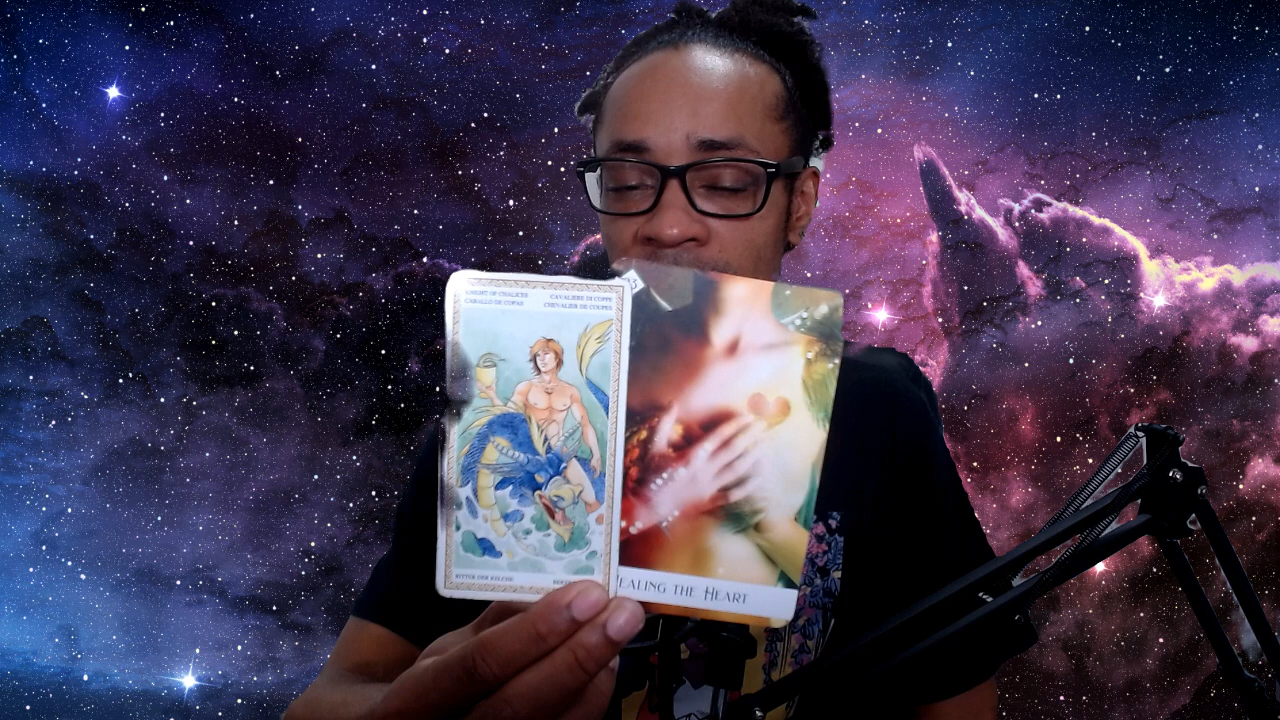 KNIGHT OF CHALICES
CAVALIERE DI COPPE
CABALLO DE COPAS
CHEVALIER DE COUPES
RITTER DER KELCHE
EALING THE HEART